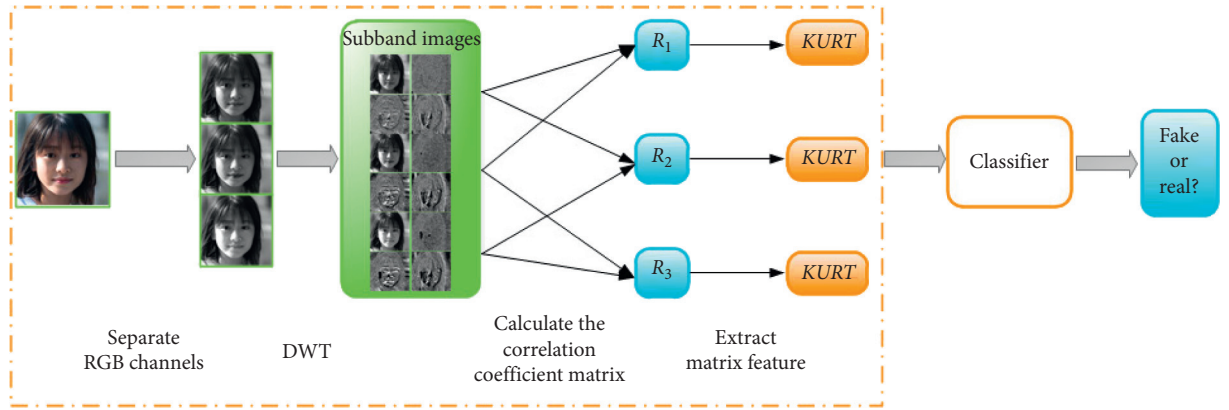 Subband images
R1
KURT
R2
KURT
R3
KURT
Classifier
Fake
or
real?
Separate
RGB channels
DWT
Calculate the
correlation
coefficient matrix
Extract
matrix feature